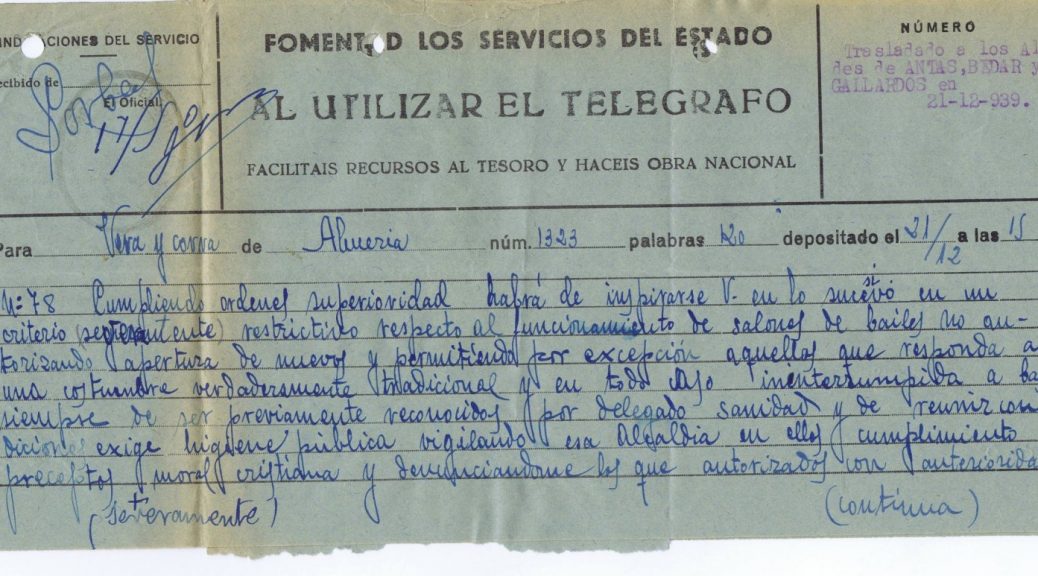 INDICACIONES DEL SERVICIO
FOMENTAD LOS SERVICIOS DEL ESTADO
NÚMERO
ecibido de
El Oficial,
17/
AL UTILIZAR EL TELEGRAFO
Trasladado a los Al
des de ANTAS, BEDAR y
GALLARDOS en
21-12-939.
FACILITAIS RECURSOS AL TESORO Y HACEIS OBRA NACIONAL
Para Vera y de Almeria núm. 1323 palabras 120 depositado el 21/12 a las 15
Nº 78 Cumpliendo ordenes superioridad habrá de inspirarse V. en lo sucesivo en un
criterio restrictivo respecto al funcionamiento de salones de bailes no au-
torizando apertura de nuevos y permitiendo por excepción aquellos que responda a
una costumbre verdaderamente tradicional y en todo caso ininterrumpida a ba
siempre de ser previamente reconocidos por delegado sanidad y de reunir con
diciones exige higiene pública vigilando esa Alcaldia en ellos cumplimiento
preceptos moral cristiana y denunciandome los que autorizados con anteriorida
(severamente) (continua)